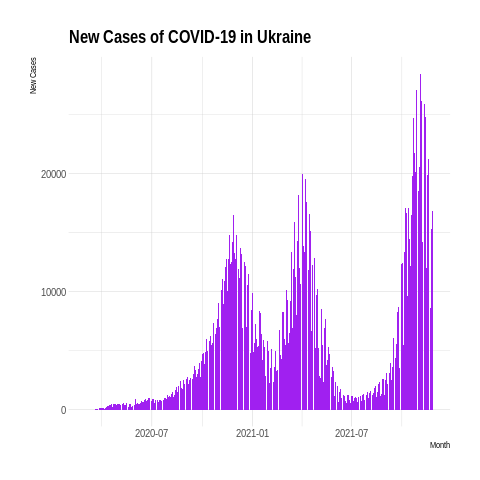 New Cases of COVID-19 in Ukraine
New Cases
20000
10000
0
2020-07 2021-01 2021-07
Month